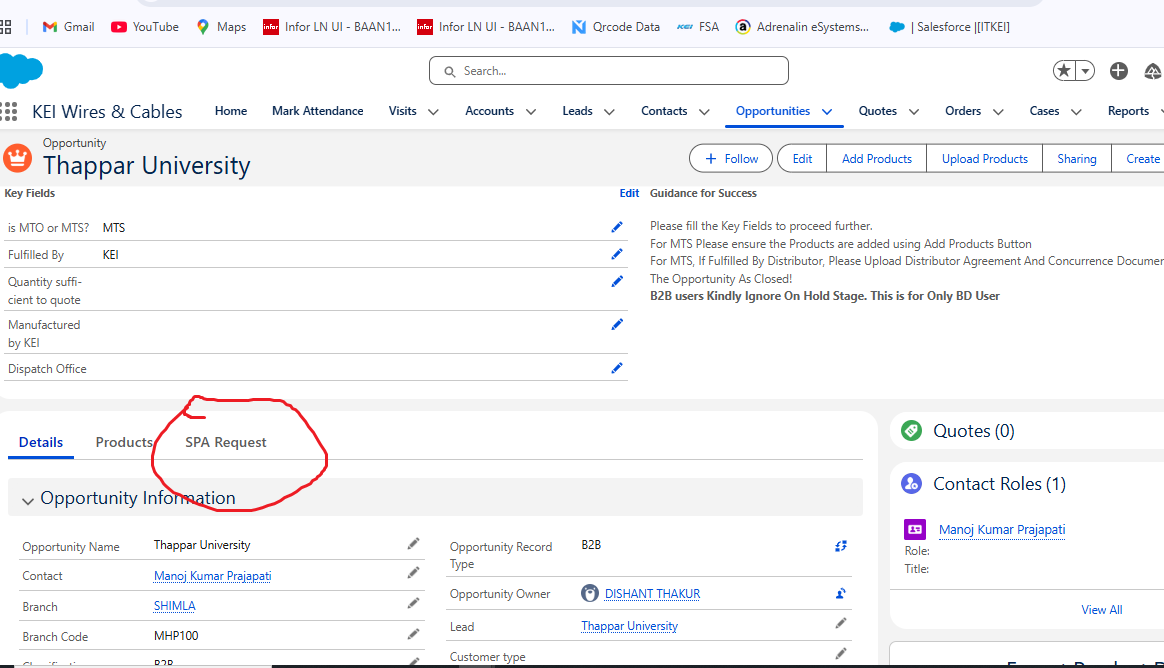 Gmail YouTube Maps infor Infor LN UI - BAAN1... infor Infor LN UI - BAAN1... Qrcode Data KEI FSA a Adrenalin eSystems... | Salesforce |[ITKEI]
Search...
KEI Wires & Cables Home Mark Attendance Visits Accounts Leads Contacts Opportunities Quotes Orders Cases Reports
Opportunity
Thappar University
+ Follow Edit Add Products Upload Products Sharing Create
Key Fields Edit Guidance for Success
is MTO or MTS? MTS
Fulfilled By KEI
Quantity suffi-
cient to quote
Manufactured
by KEI
Dispatch Office
Please fill the Key Fields to proceed further.
For MTS Please ensure the Products are added using Add Products Button
For MTS, If Fulfilled By Distributor, Please Upload Distributor Agreement And Concurrence Documer
The Opportunity As Closed!
B2B users Kindly Ignore On Hold Stage. This is for Only BD User
Details Products SPA Request
Opportunity Information
Opportunity Name Thappar University
Contact Manoj Kumar Prajapati
Branch SHIMLA
Branch Code MHP100
B2B
Opportunity Record
Type B2B
Opportunity Owner DISHANT THAKUR
Lead Thappar University
Customer type
Quotes (0)
Contact Roles (1)
Manoj Kumar Prajapati
Role:
Title:
View All